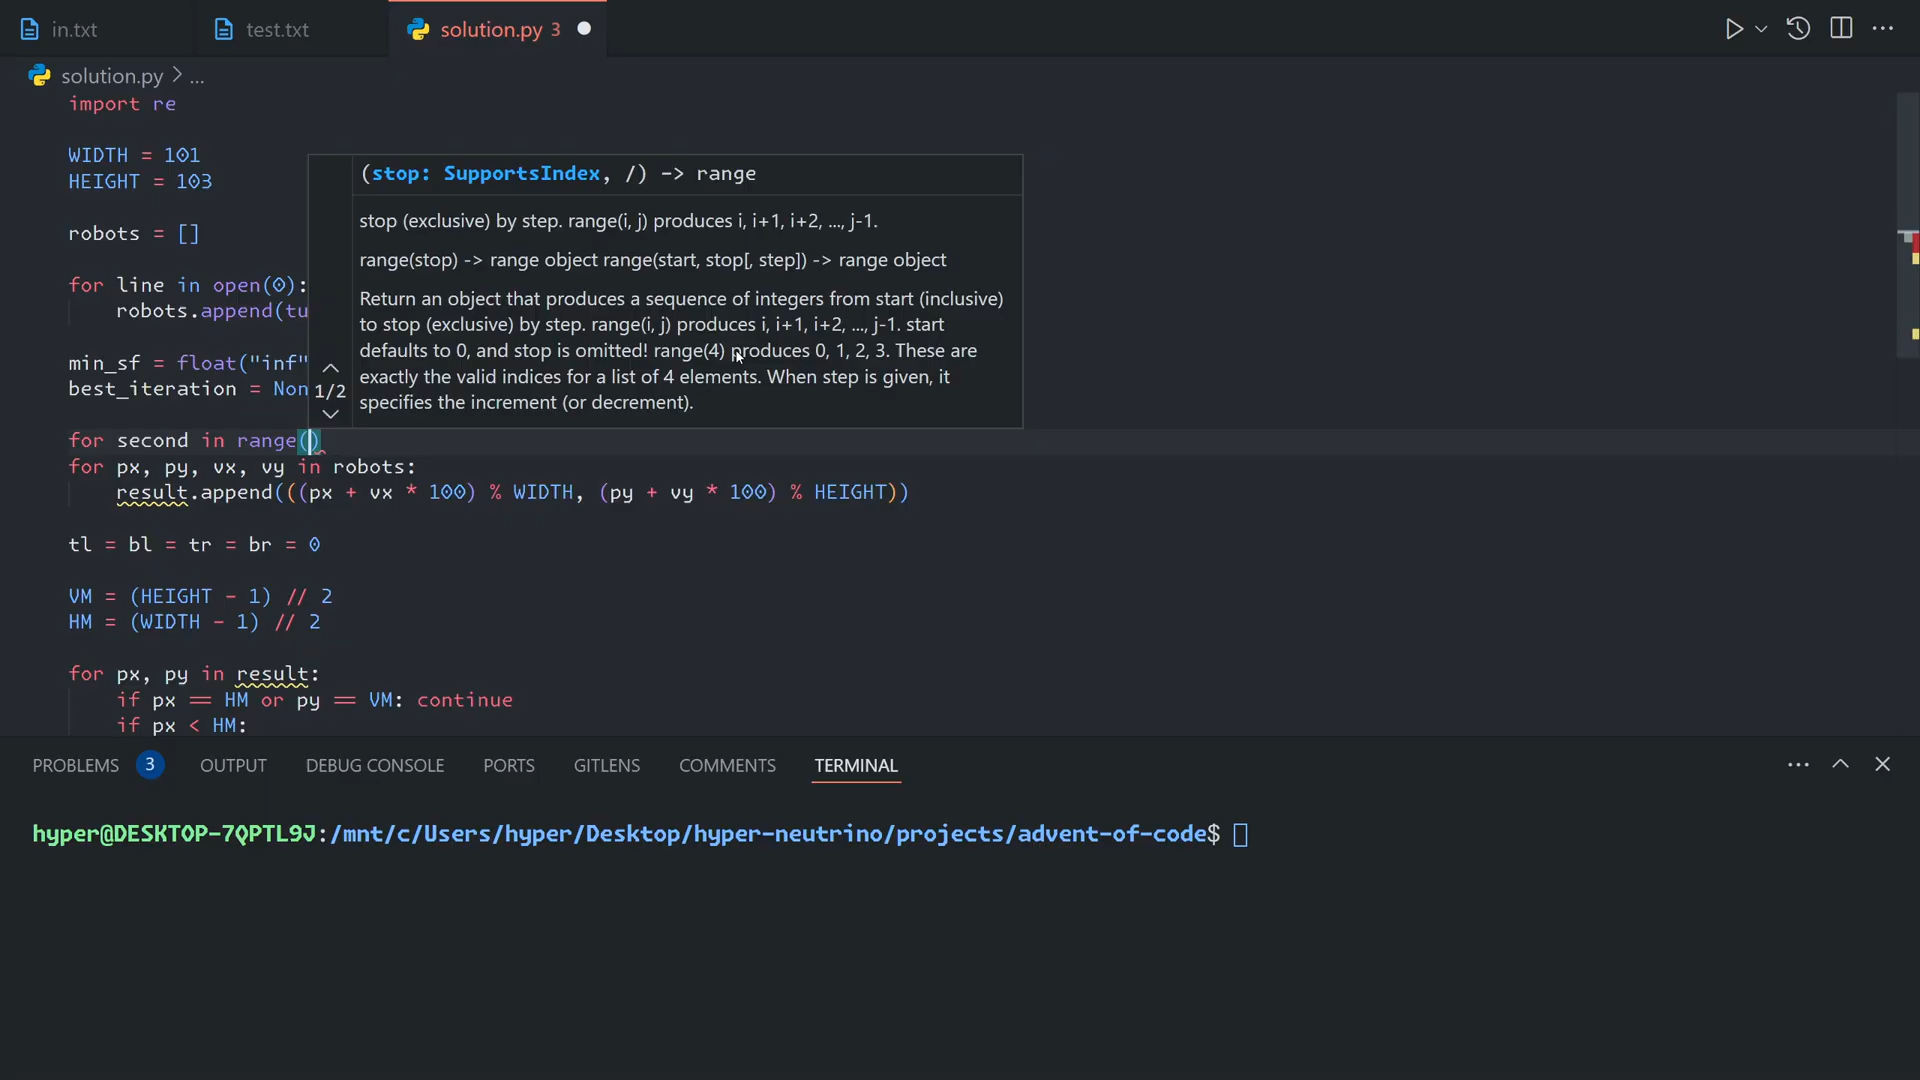 in.txt
test.txt
solution.py 3
solution.py > ...
import re
WIDTH = 101
HEIGHT = 103
robots = []
for line in open(0):
robots.append(tu
min_sf = float("inf"
best_iteration = Non
(stop: SupportsIndex, /) -> range
stop (exclusive) by step. range(i, j) produces i, i+1, i+2, ..., j-1.
range(stop) -> range object range(start, stop[, step]) -> range object
Return an object that produces a sequence of integers from start (inclusive)
to stop (exclusive) by step. range(i, j) produces i, i+1, i+2, ..., j-1. start
defaults to 0, and stop is omitted! range(4) produces 0, 1, 2, 3. These are
exactly the valid indices for a list of 4 elements. When step is given, it
specifies the increment (or decrement).
1/2
for second in range()
for px, py, vx, vy in robots:
result.append(((px + vx * 100) % WIDTH, (py + vy * 100) % HEIGHT))
tl = bl = tr = br = 0
VM = (HEIGHT - 1) // 2
HM = (WIDTH - 1) // 2
for px, py in result:
if px == HM or py == VM: continue
if px < HM:
PROBLEMS 3 OUTPUT DEBUG CONSOLE PORTS GITLENS COMMENTS TERMINAL
hyper@DESKTOP-7QPTL9J:/mnt/c/Users/hyper/Desktop/hyper-neutrino/projects/advent-of-code$